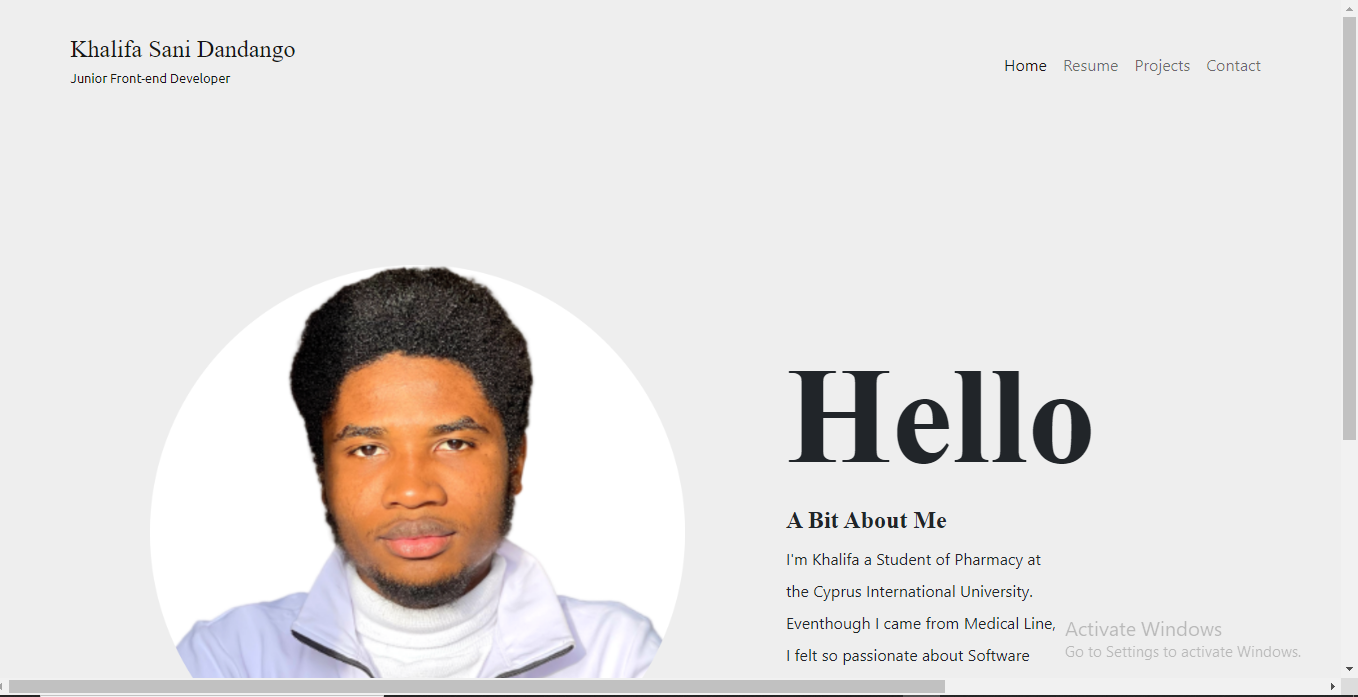 Khalifa Sani Dandango
Junior Front-end Developer
Home Resume Projects Contact
Hello
A Bit About Me
I'm Khalifa a Student of Pharmacy at
the Cyprus International University.
Eventhough I came from Medical Line,
I felt so passionate about Software
Activate Windows
Go to Settings to activate Windows.